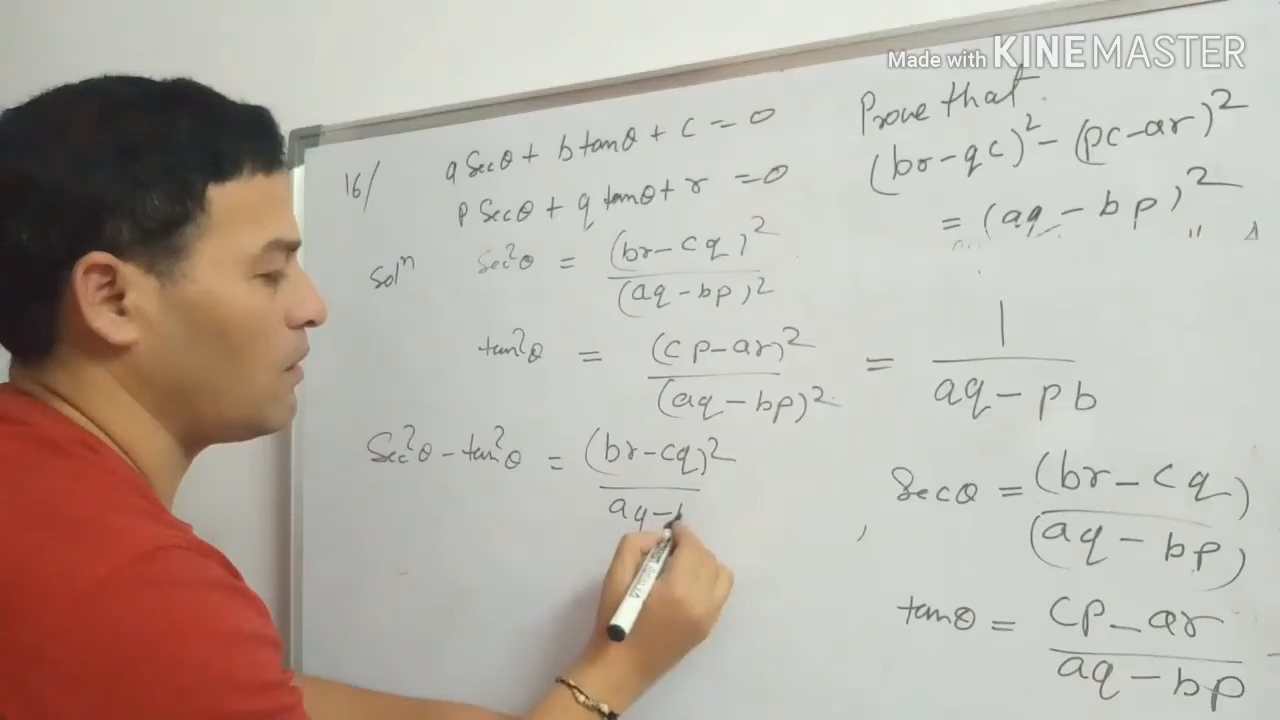 Made with KINEMASTER
16/ a Secθ + b tanθ + c = 0
p Secθ + q tanθ + r = 0
Prove that
(br - qc)² - (pc - ar)²
= (aq - bp)²
Solⁿ Sec²θ = (br - cq)² / (aq - bp)²
tan²θ = (cp - ar)² / (aq - bp)² = 1 / aq - pb
Sec²θ - tan²θ = (br - cq)² / aq -
, Secθ = (br - cq) / (aq - bp)
tanθ = cp - ar / aq - bp